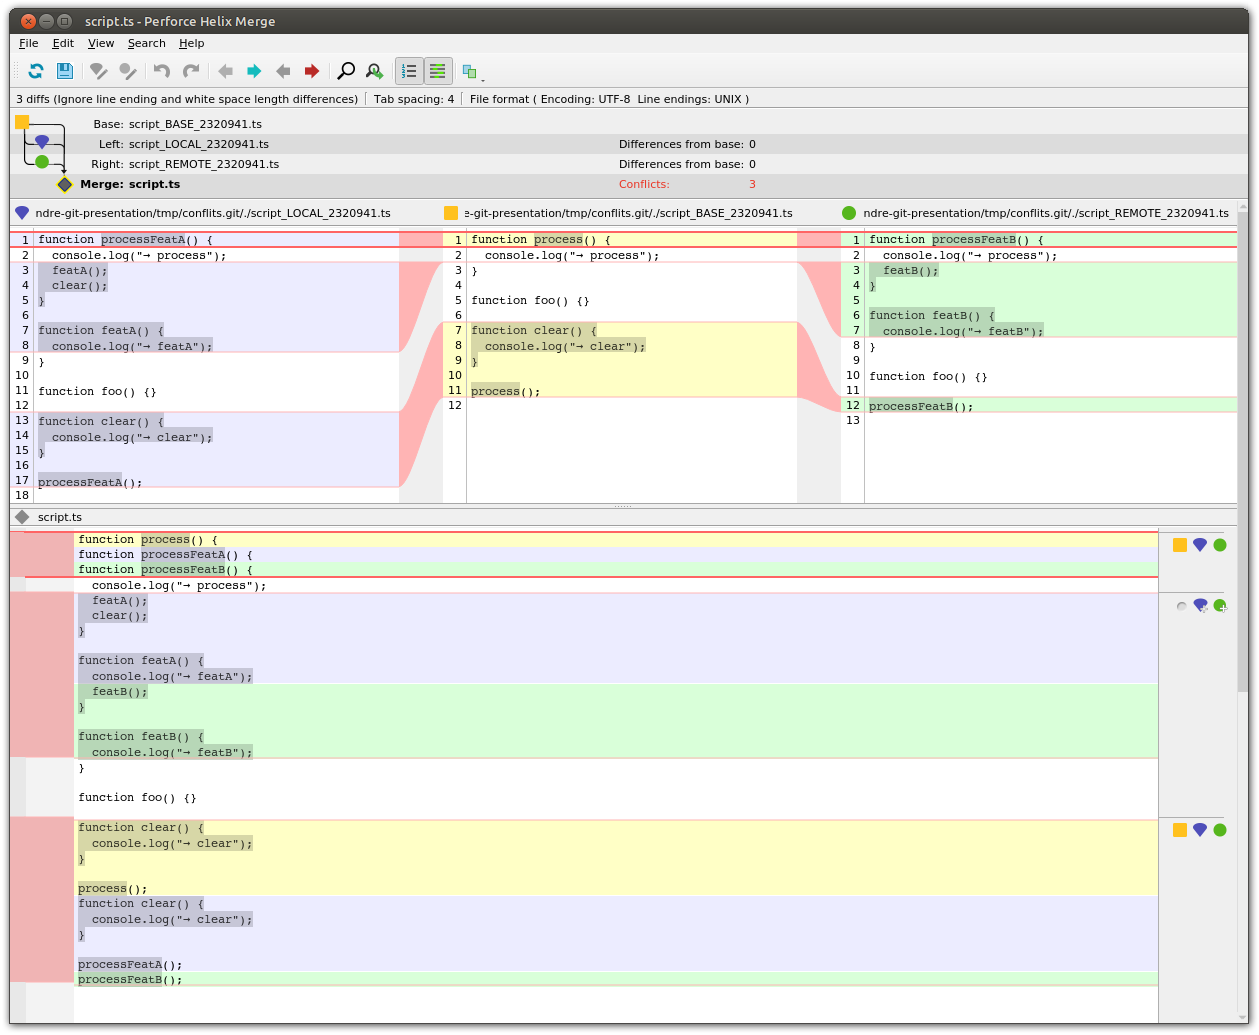 script.ts - Perforce Helix Merge
File Edit View Search Help
3 diffs (Ignore line ending and white space length differences) Tab spacing: 4 File format ( Encoding: UTF-8 Line endings: UNIX )
Base: script_BASE_2320941.ts
Left: script_LOCAL_2320941.ts Differences from base: 0
Right: script_REMOTE_2320941.ts Differences from base: 0
Merge: script.ts Conflicts: 3
ndre-git-presentation/tmp/conflits.git/./script_LOCAL_2320941.ts
1 function processFeatA() {
2   console.log("→ process");
3   featA();
4   clear();
5 }
6
7 function featA() {
8   console.log("→ featA");
9 }
10
11 function foo() {}
12
13 function clear() {
14   console.log("→ clear");
15 }
16
17 processFeatA();
18
e-git-presentation/tmp/conflits.git/./script_BASE_2320941.ts
1 function process() {
2   console.log("→ process");
3 }
4
5 function foo() {}
6
7 function clear() {
8   console.log("→ clear");
9 }
10
11 process();
12
ndre-git-presentation/tmp/conflits.git/./script_REMOTE_2320941.ts
1 function processFeatB() {
2   console.log("→ process");
3   featB();
4 }
5
6 function featB() {
7   console.log("→ featB");
8 }
9
10 function foo() {}
11
12 processFeatB();
13
script.ts
function process() {
function processFeatA() {
function processFeatB() {
  console.log("→ process");
  featA();
  clear();
}
function featA() {
  console.log("→ featA");
  featB();
}
function featB() {
  console.log("→ featB");
}
function foo() {}
function clear() {
  console.log("→ clear");
}
process();
function clear() {
  console.log("→ clear");
}
processFeatA();
processFeatB();